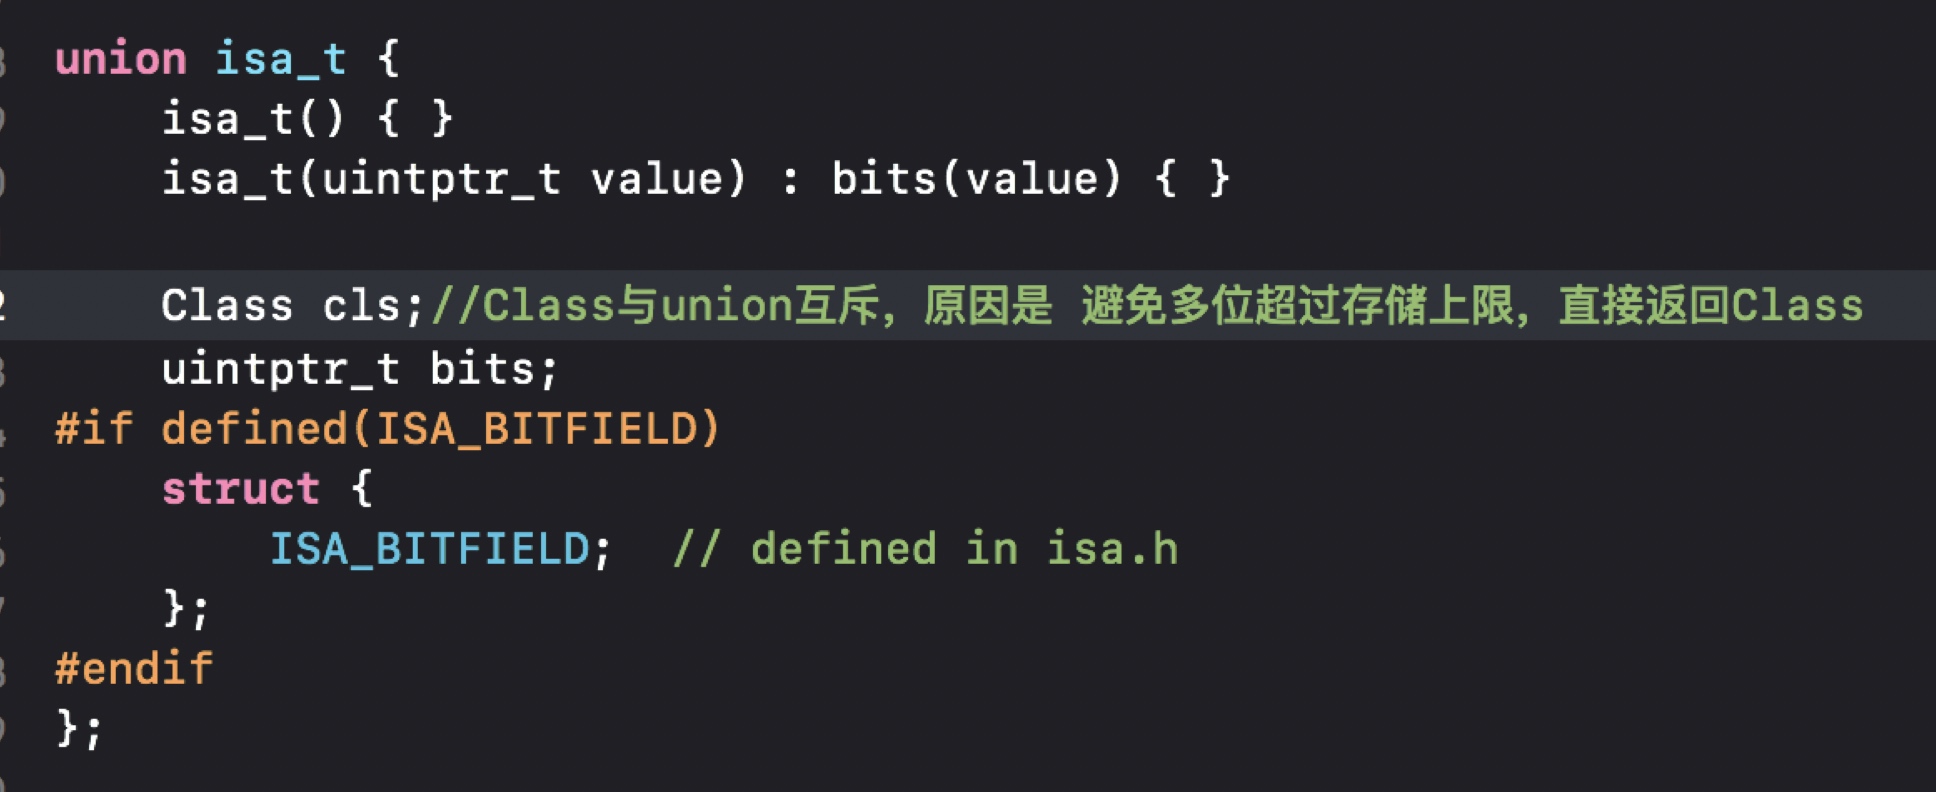 union isa_t {
    isa_t() { }
    isa_t(uintptr_t value) : bits(value) { }
    Class cls;//Class与union互斥，原因是 避免多位超过存储上限，直接返回Class
    uintptr_t bits;
#if defined(ISA_BITFIELD)
    struct {
        ISA_BITFIELD;  // defined in isa.h
    };
#endif
};